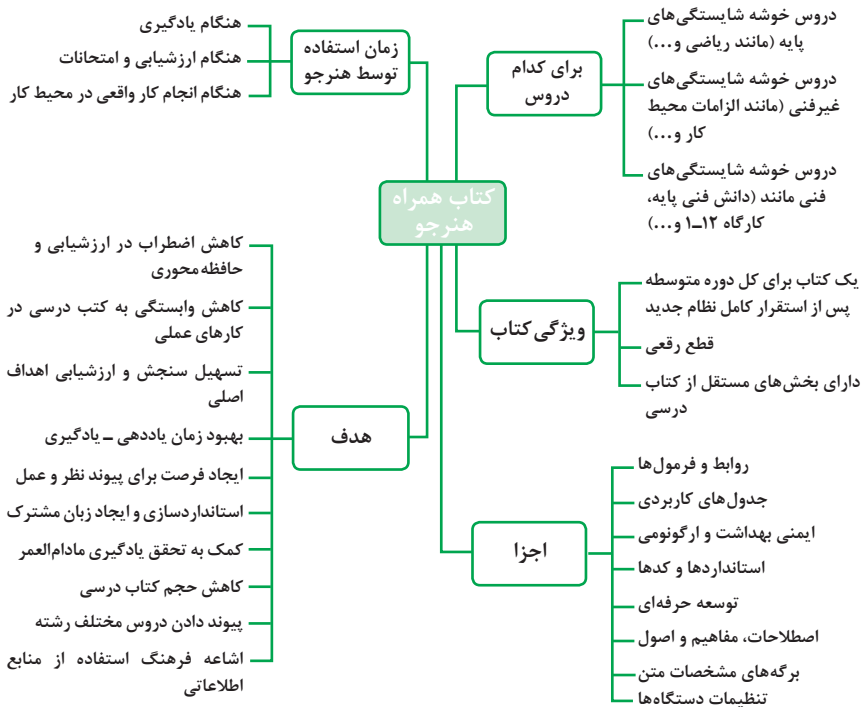 کتاب همراه
هنرجو
برای کدام
دروس
دروس خوشه شایستگی‌های
پایه (مانند ریاضی و...)
دروس خوشه شایستگی‌های
غیرفنی (مانند الزامات محیط
کار و...)
دروس خوشه شایستگی‌های
فنی مانند (دانش فنی پایه،
کارگاه ۱۲ـ۱ و...)
ویژگی کتاب
یک کتاب برای کل دوره متوسطه
پس از استقرار کامل نظام جدید
قطع رقعی
دارای بخش‌های مستقل از کتاب
درسی
اجزا
روابط و فرمول‌ها
جدول‌های کاربردی
ایمنی بهداشت و ارگونومی
استانداردها و کدها
توسعه حرفه‌ای
اصطلاحات، مفاهیم و اصول
برگه‌های مشخصات متن
تنظیمات دستگاه‌ها
زمان استفاده
توسط هنرجو
هنگام یادگیری
هنگام ارزشیابی و امتحانات
هنگام انجام کار واقعی در محیط کار
هدف
کاهش اضطراب در ارزشیابی و
حافظه‌محوری
کاهش وابستگی به کتب درسی در
کارهای عملی
تسهیل سنجش و ارزشیابی اهداف
اصلی
بهبود زمان یاددهی ـ یادگیری
ایجاد فرصت برای پیوند نظر و عمل
استانداردسازی و ایجاد زبان مشترک
کمک به تحقق یادگیری مادام‌العمر
کاهش حجم کتاب درسی
پیوند دادن دروس مختلف رشته
اشاعه فرهنگ استفاده از منابع
اطلاعاتی